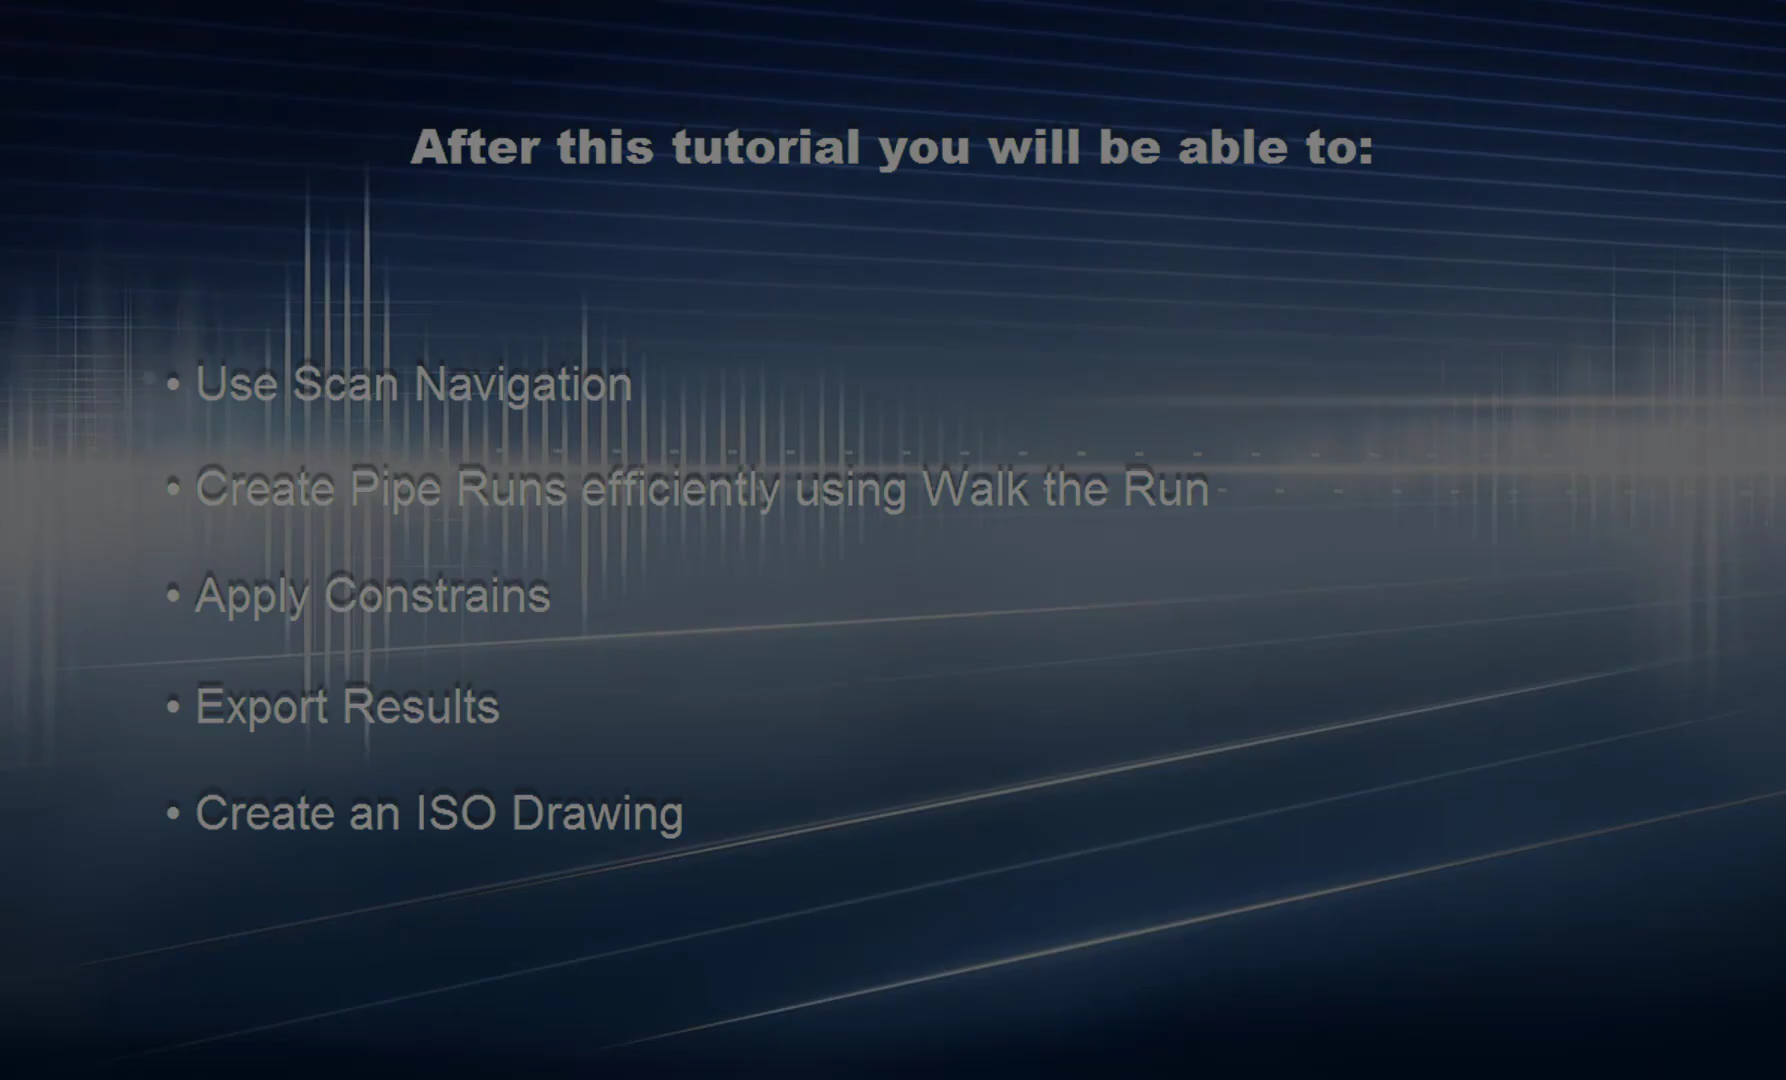 After this tutorial you will be able to:
• Use Scan Navigation
• Create Pipe Runs efficiently using Walk the Run
• Apply Constrains
• Export Results
• Create an ISO Drawing